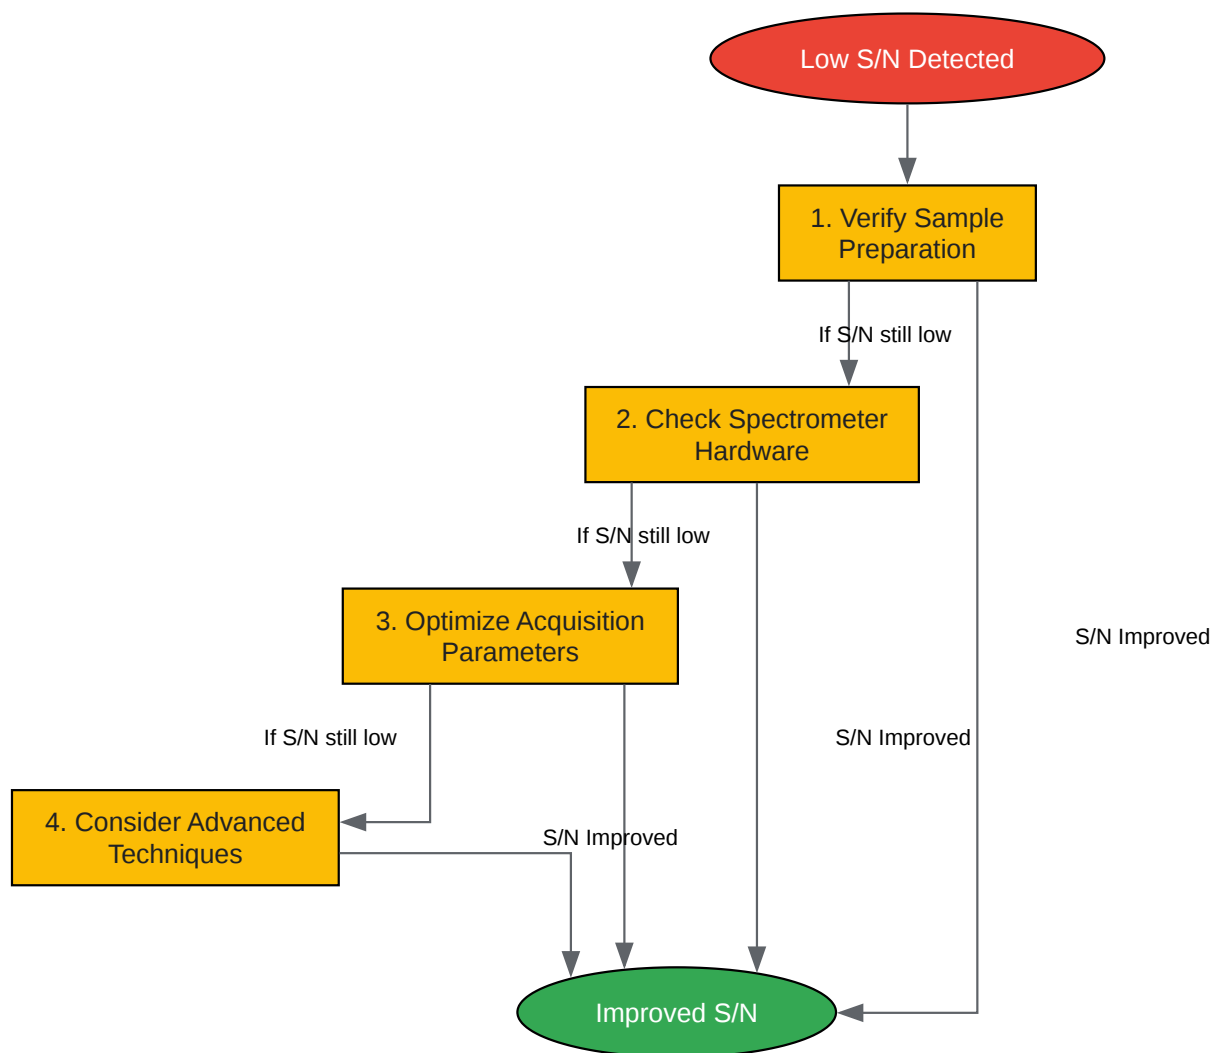 Low S/N Detected
1. Verify Sample
Preparation
If S/N still low
2. Check Spectrometer
Hardware
If S/N still low
3. Optimize Acquisition
Parameters
S/N Improved
If S/N still low
S/N Improved
4. Consider Advanced
Techniques
S/N Improved
Improved S/N